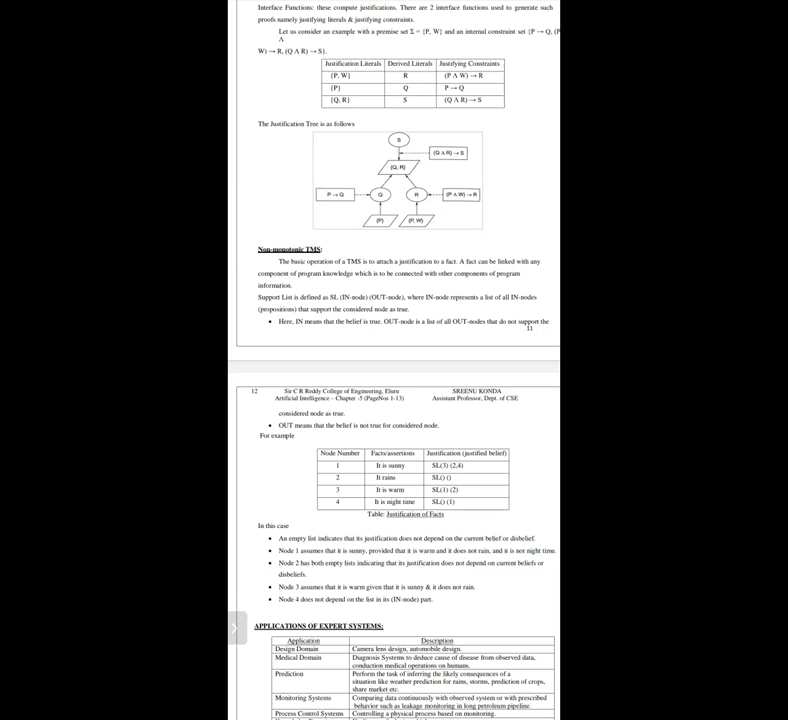 Interface Functions: these compute justifications. There are 2 interface functions used to generate such
proofs namely justifying literals & justifying constraints.
Let us consider an example with a premise set Σ = {P, W} and an internal constraint set {P → Q, (P
Λ
W) → R, (Q Λ R) → S}.
Justification Literals Derived Literals Justifying Constraints
{P, W} R (P Λ W) → R
{P} Q P → Q
{Q, R} S (Q Λ R) → S
The Justification Tree is as follows
S
(Q Λ R) → S
{Q, R}
P → Q Q R (P Λ W) → R
{P} {P, W}
Non-monotonic TMS:
The basic operation of a TMS is to attach a justification to a fact. A fact can be linked with any
component of program knowledge which is to be connected with other components of program
information.
Support List is defined as SL (IN-node) (OUT-node), where IN-node represents a list of all IN-nodes
(propositions) that support the considered node as true.
• Here, IN means that the belief is true. OUT-node is a list of all OUT-nodes that do not support the
11
12 Sir C R Reddy College of Engineering, Eluru SREENU KONDA
Artificial Intelligence – Chapter -5 (PageNos 1-13) Assistant Professor, Dept. of CSE
considered node as true.
• OUT means that the belief is not true for considered node.
For example
Node Number Facts/assertions Justification (justified belief)
1 It is sunny SL(3) (2,4)
2 It rains SL() ()
3 It is warm SL(1) (2)
4 It is night time SL() (1)
Table: Justification of Facts
In this case
• An empty list indicates that its justification does not depend on the current belief or disbelief.
• Node 1 assumes that it is sunny, provided that it is warm and it does not rain, and it is not night time.
• Node 2 has both empty lists indicating that its justification does not depend on current beliefs or
disbeliefs.
• Node 3 assumes that it is warm given that it is sunny & it does not rain.
• Node 4 does not depend on the list in its (IN-node) part.
APPLICATIONS OF EXPERT SYSTEMS:
Application Description
Design Domain Camera lens design, automobile design.
Medical Domain Diagnosis Systems to deduce cause of disease from observed data,
conduction medical operations on humans.
Prediction Perform the task of inferring the likely consequences of a
situation like weather prediction for rains, storms, prediction of crops,
share market etc.
Monitoring Systems Comparing data continuously with observed system or with prescribed
behavior such as leakage monitoring in long petroleum pipeline.
Process Control Systems Controlling a physical process based on monitoring.